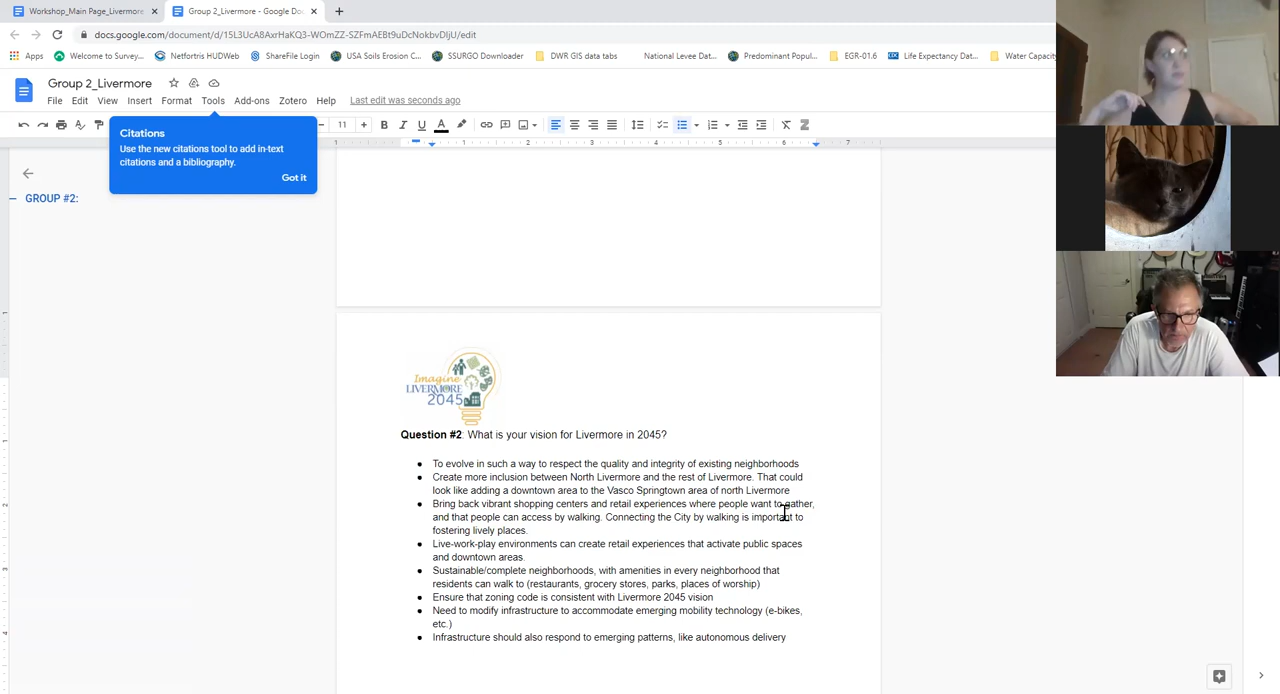 Workshop_Main Page_Livermore
Group 2_Livermore - Google Doc
docs.google.com/document/d/15L3UcA8AxrHaKQ3-WOmZZ-SZFmAEBt9uDcNokbvDIjU/edit
Apps
Welcome to Survey...
Netfortris HUDWeb
ShareFile Login
USA Soils Erosion C...
SSURGO Downloader
DWR GIS data tabs
National Levee Dat...
Predominant Popul...
EGR-01.6
Life Expectancy Dat...
Water Capacity
Group 2_Livermore
File Edit View Insert Format Tools Add-ons Zotero Help Last edit was seconds ago
11
Citations
Use the new citations tool to add in-text
citations and a bibliography.
Got it
GROUP #2:
1 1 2 3 4 5 6 7
Imagine
LIVERMORE
2045
Question #2: What is your vision for Livermore in 2045?
• To evolve in such a way to respect the quality and integrity of existing neighborhoods
• Create more inclusion between North Livermore and the rest of Livermore. That could
look like adding a downtown area to the Vasco Springtown area of north Livermore
• Bring back vibrant shopping centers and retail experiences where people want to gather,
and that people can access by walking. Connecting the City by walking is important to
fostering lively places.
• Live-work-play environments can create retail experiences that activate public spaces
and downtown areas.
• Sustainable/complete neighborhoods, with amenities in every neighborhood that
residents can walk to (restaurants, grocery stores, parks, places of worship)
• Ensure that zoning code is consistent with Livermore 2045 vision
• Need to modify infrastructure to accommodate emerging mobility technology (e-bikes,
etc.)
• Infrastructure should also respond to emerging patterns, like autonomous delivery